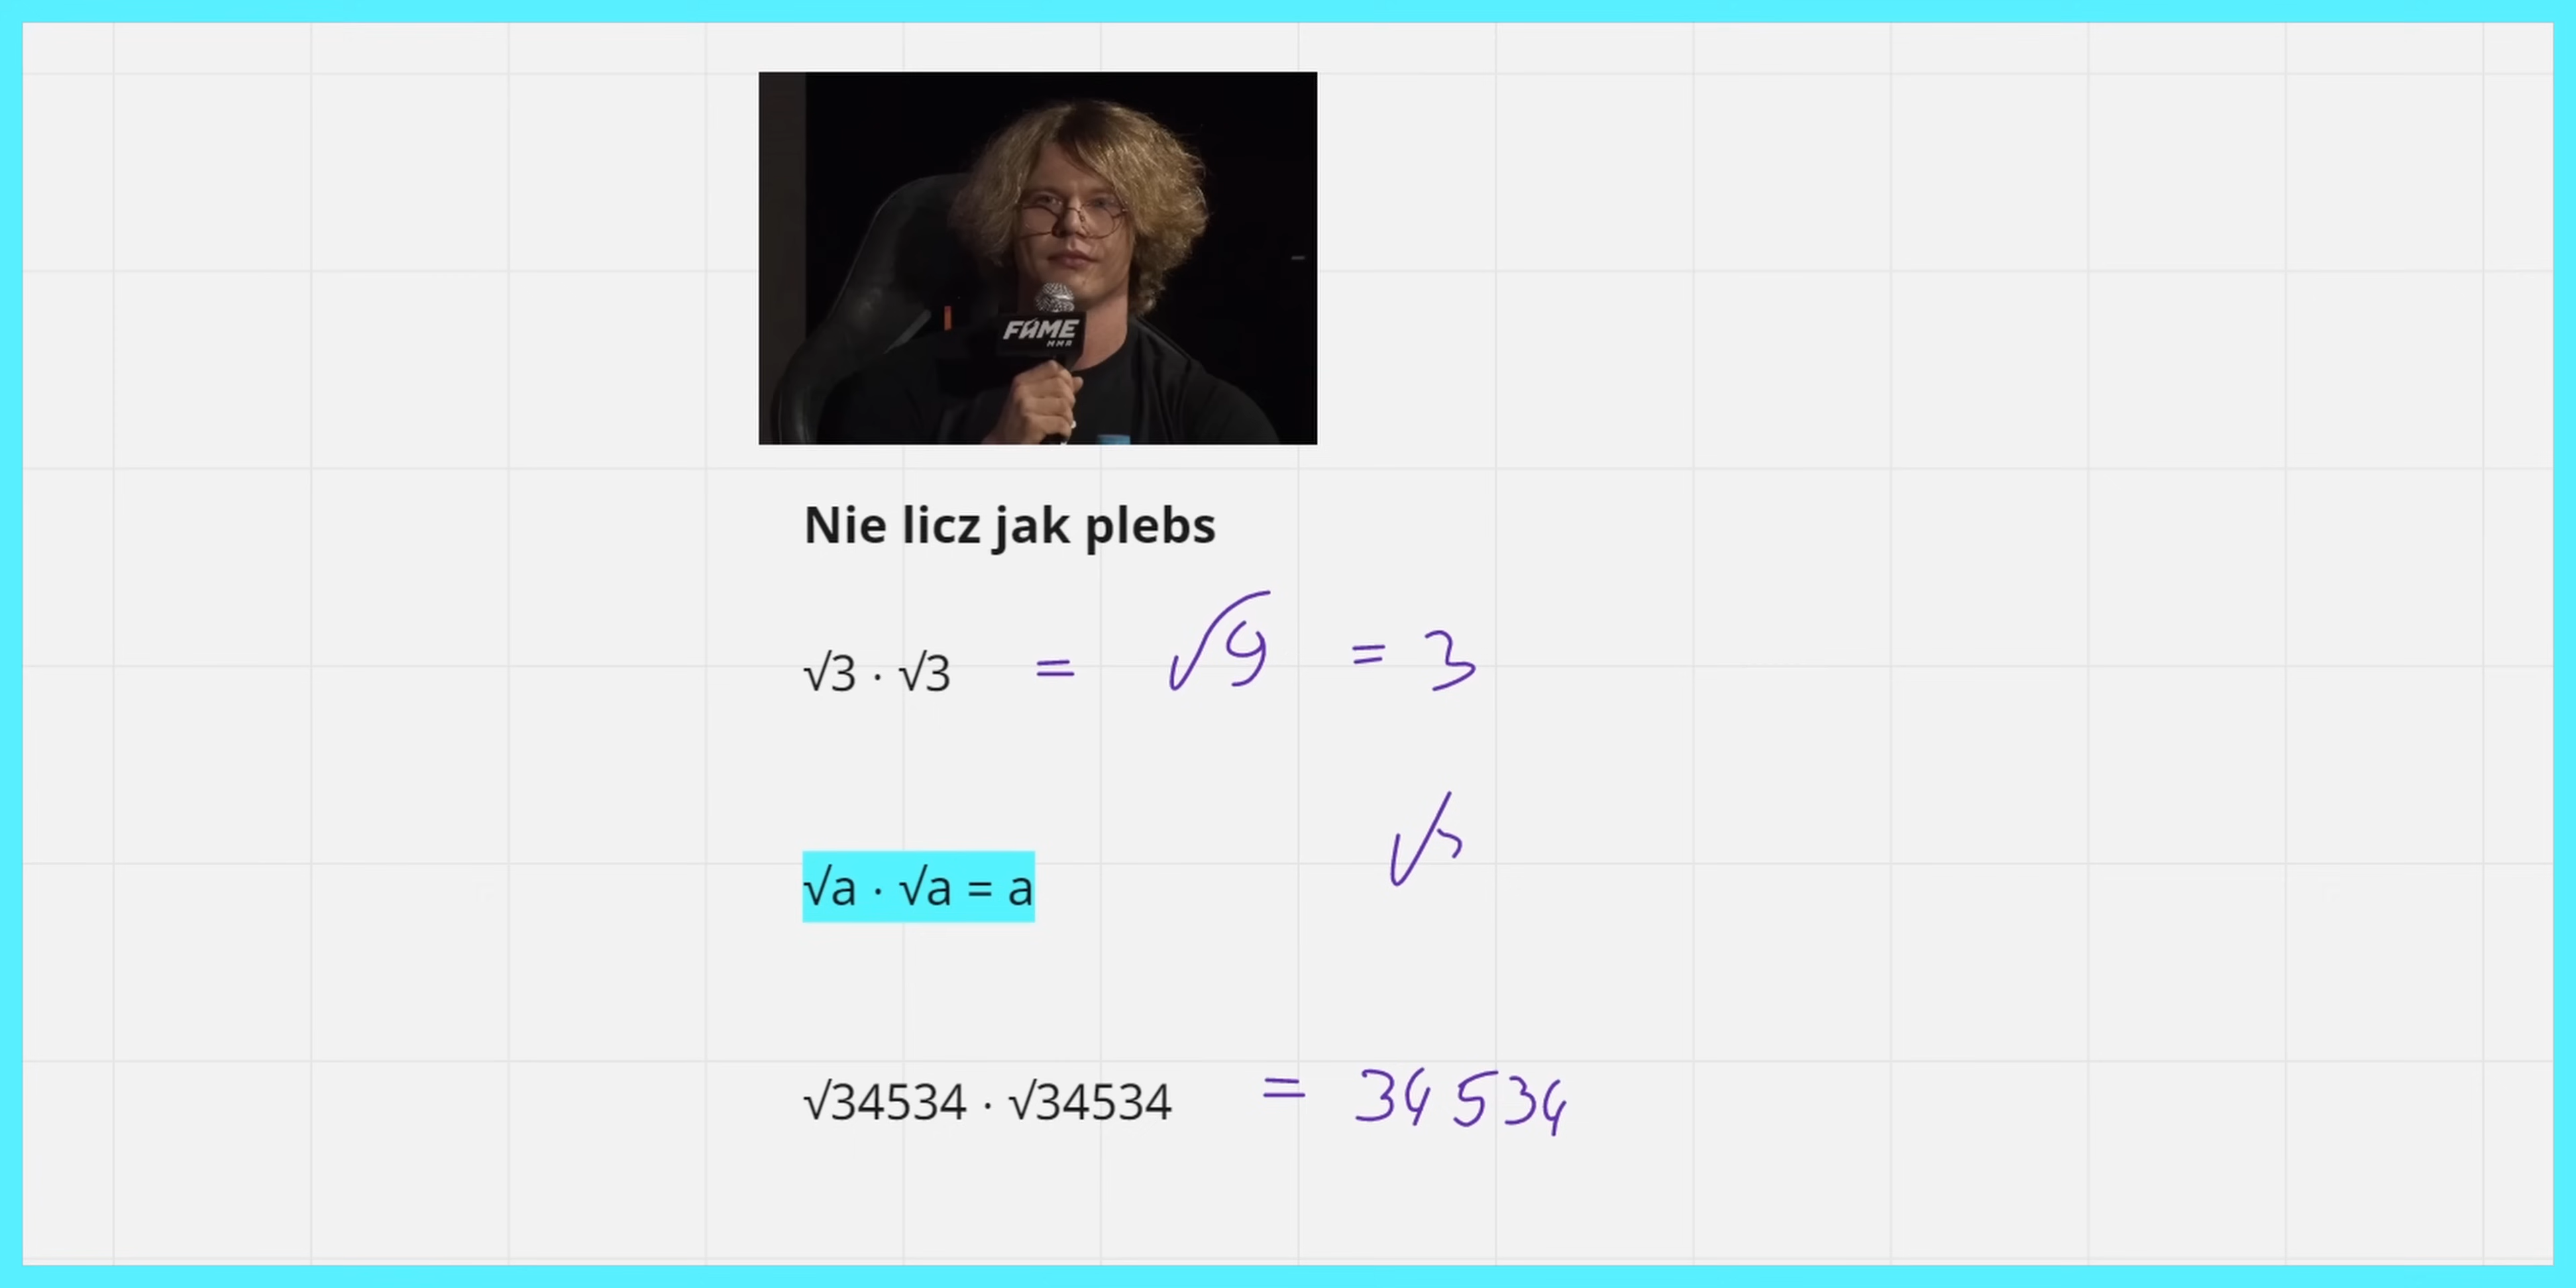 FAME
MMA
Nie licz jak plebs
√3 · √3 = √9 = 3
√a · √a = a
√34534 · √34534 = 34534